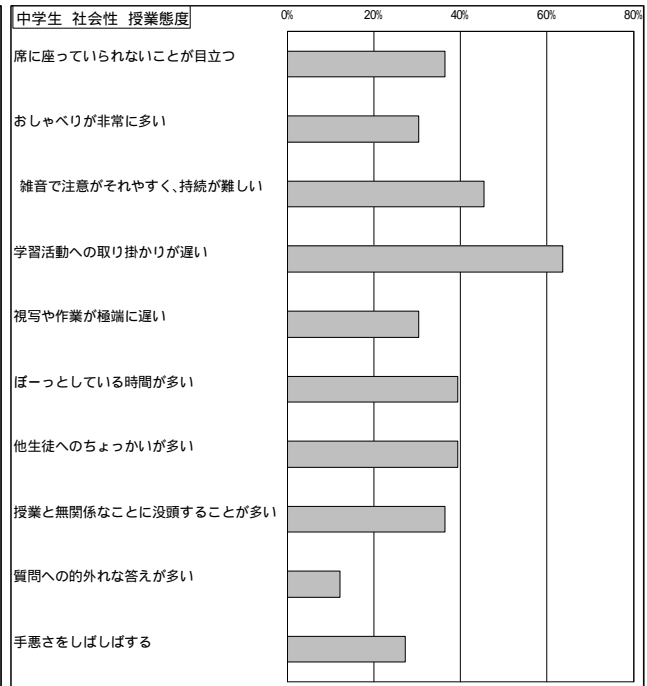 中学生 社会性 授業態度
0% 20% 40% 60% 80%
席に座っていられないことが目立つ
おしゃべりが非常に多い
雑音で注意がそれやすく、持続が難しい
学習活動への取り掛かりが遅い
視写や作業が極端に遅い
ぼーっとしている時間が多い
他生徒へのちょっかいが多い
授業と無関係なことに没頭することが多い
質問への的外れな答えが多い
手悪さをしばしばする